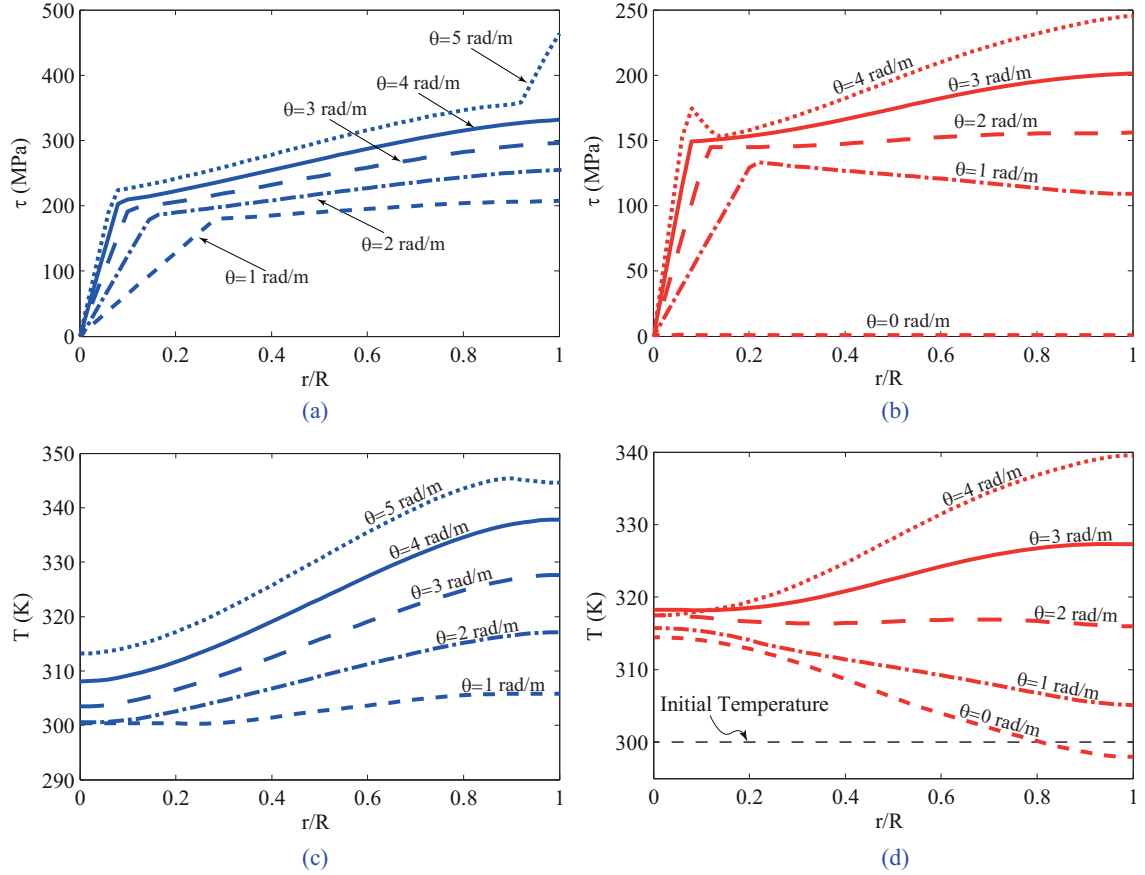 500
400
300
200
100
0
τ (MPa)
θ=5 rad/m
θ=4 rad/m
θ=3 rad/m
θ=2 rad/m
θ=1 rad/m
0 0.2 0.4 0.6 0.8 1
r/R
(a)
250
200
150
100
50
0
τ (MPa)
θ=4 rad/m
θ=3 rad/m
θ=2 rad/m
θ=1 rad/m
θ=0 rad/m
0 0.2 0.4 0.6 0.8 1
r/R
(b)
350
340
330
320
310
300
290
T (K)
θ=5 rad/m
θ=4 rad/m
θ=3 rad/m
θ=2 rad/m
θ=1 rad/m
0 0.2 0.4 0.6 0.8 1
r/R
(c)
340
330
320
310
300
T (K)
θ=4 rad/m
θ=3 rad/m
θ=2 rad/m
θ=1 rad/m
θ=0 rad/m
Initial Temperature
0 0.2 0.4 0.6 0.8 1
r/R
(d)